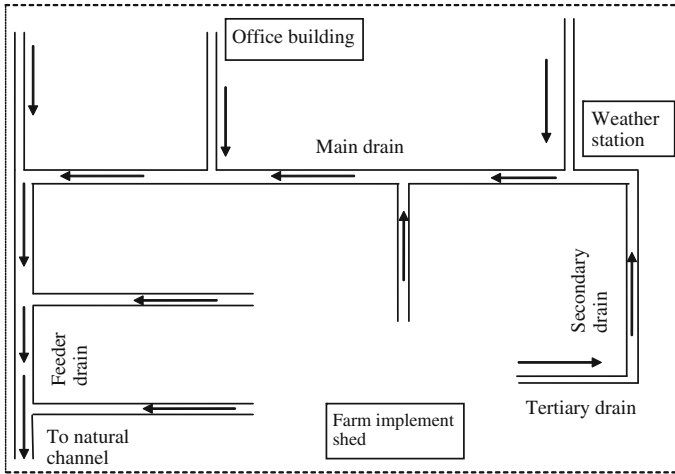 Office building
Weather
station
Main drain
Secondary
drain
Feeder
drain
Tertiary drain
Farm implement
shed
To natural
channel